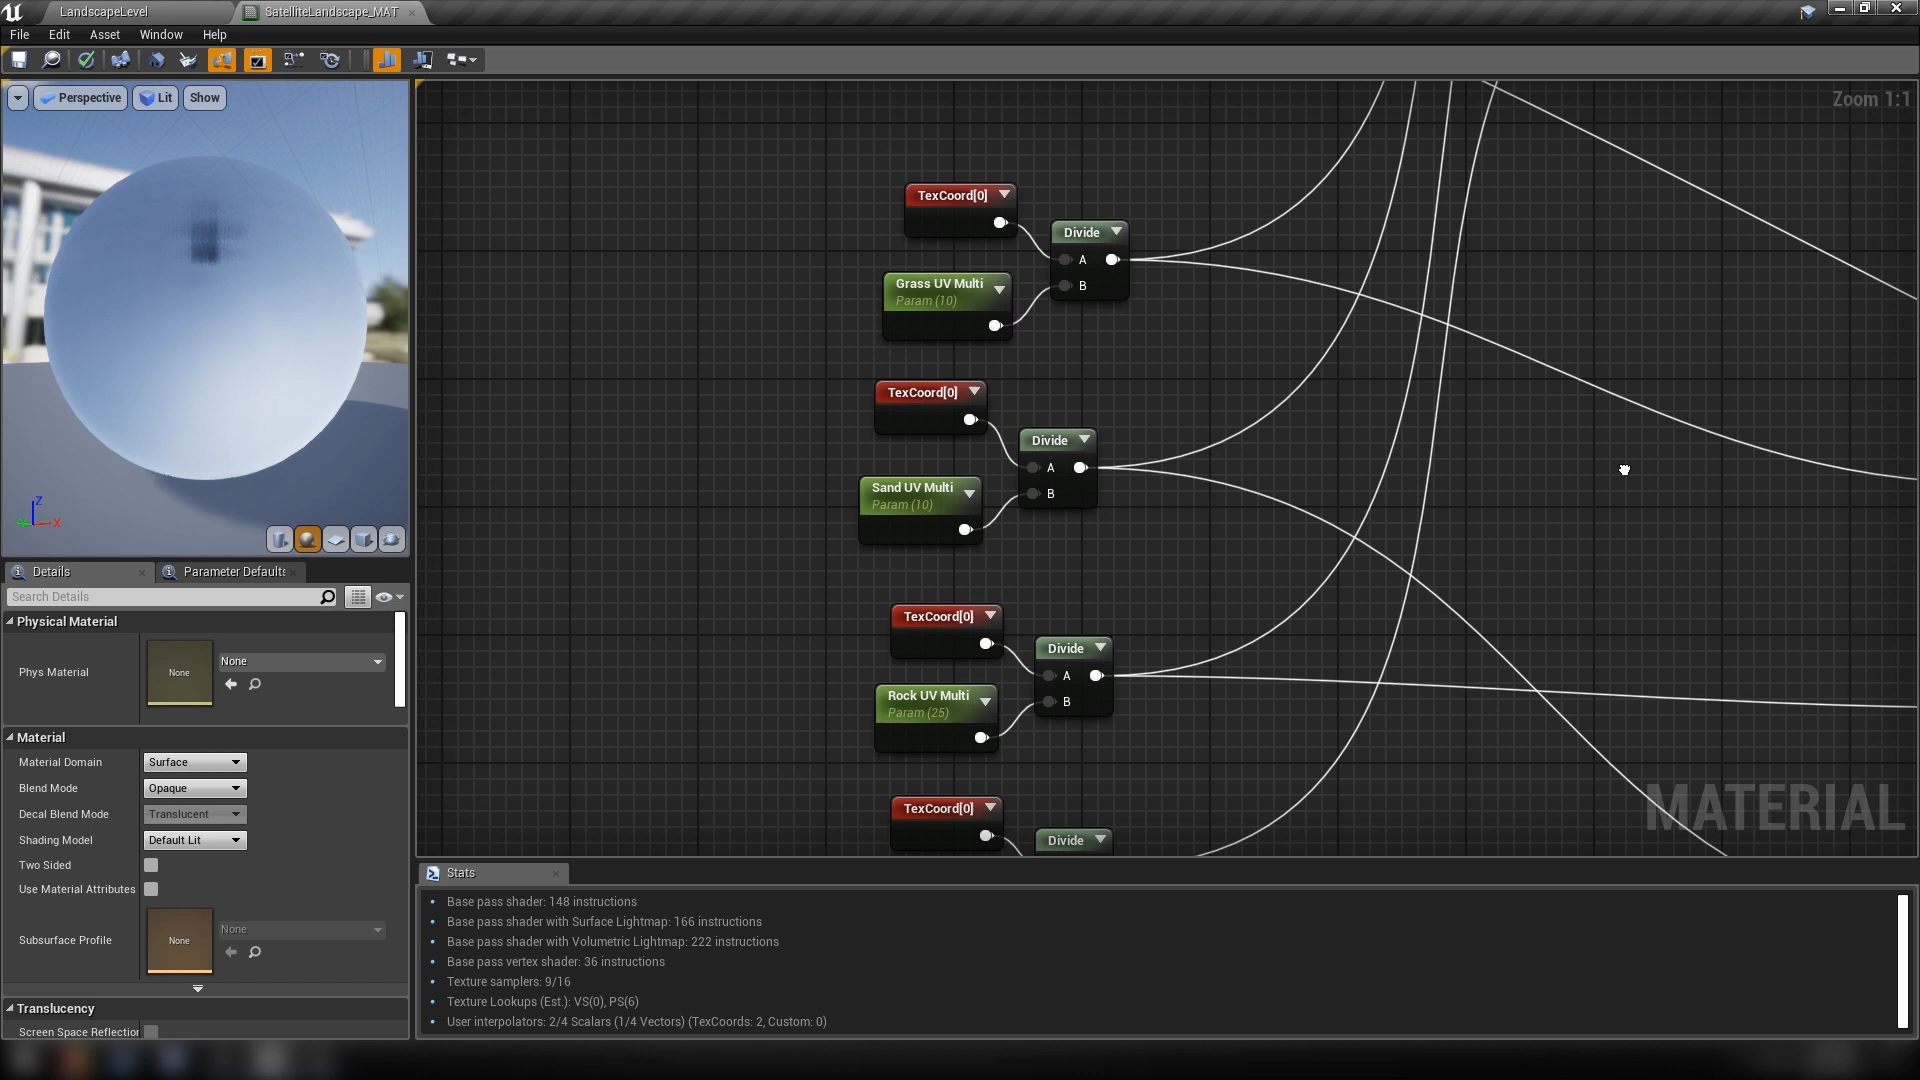 LandscapeLevel
SatelliteLandscape_MAT
File Edit Asset Window Help
Perspective Lit Show
Zoom 1:1
TexCoord[0]
Divide
A
B
Grass UV Multi
Param (10)
TexCoord[0]
Divide
A
B
Sand UV Multi
Param (10)
TexCoord[0]
Divide
A
B
Rock UV Multi
Param (25)
TexCoord[0]
Divide
MATERIAL
Z
X
Details
Parameter Defaults
Search Details
Physical Material
Phys Material
None
None
Material
Material Domain
Surface
Blend Mode
Opaque
Decal Blend Mode
Translucent
Shading Model
Default Lit
Two Sided
Use Material Attributes
Subsurface Profile
None
None
Translucency
Screen Space Reflection
Stats
Base pass shader: 148 instructions
Base pass shader with Surface Lightmap: 166 instructions
Base pass shader with Volumetric Lightmap: 222 instructions
Base pass vertex shader: 36 instructions
Texture samplers: 9/16
Texture Lookups (Est.): VS(0), PS(6)
User interpolators: 2/4 Scalars (1/4 Vectors) (TexCoords: 2, Custom: 0)